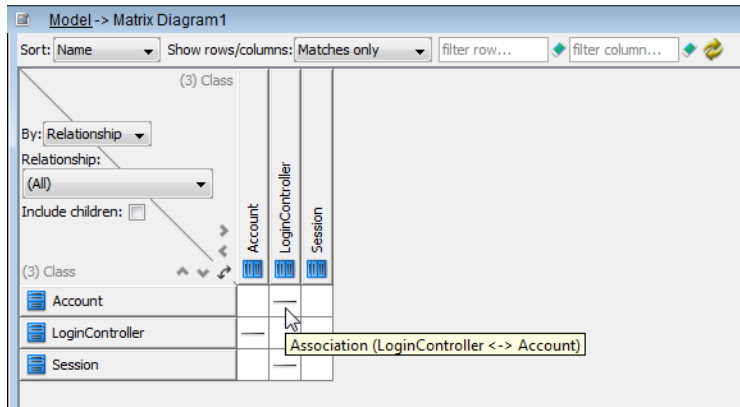 Model -> Matrix Diagram1
Sort: Name Show rows/columns: Matches only filter row... filter column...
(3) Class
By: Relationship
Relationship:
(All)
Include children:
Account
LoginController
Session
(3) Class
Account
LoginController
Association (LoginController <-> Account)
Session